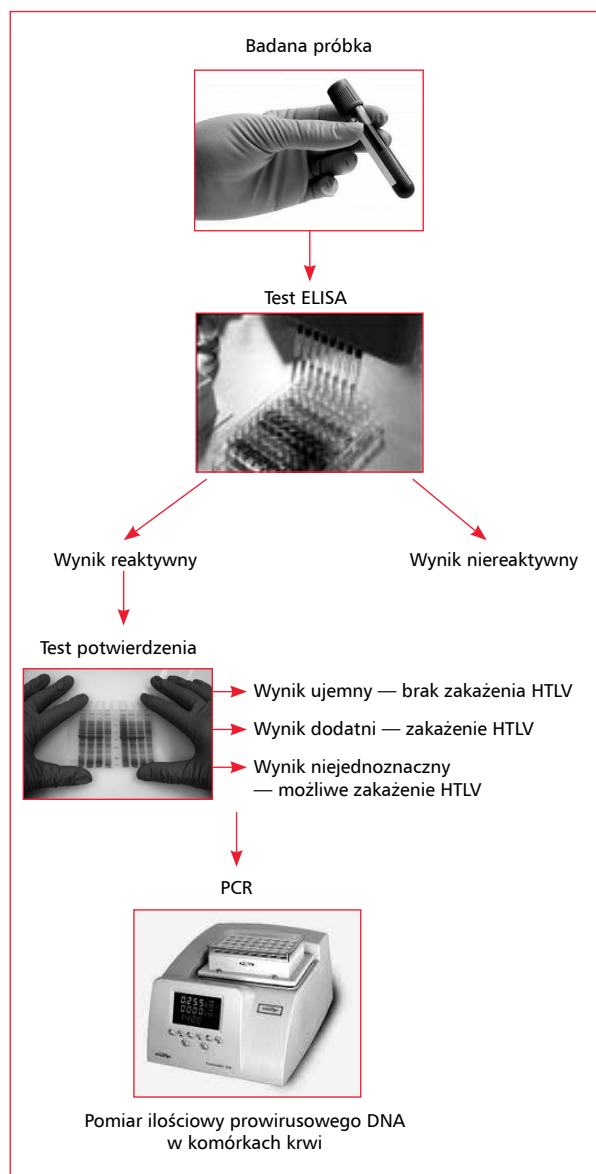 Badana próbka
Test ELISA
Wynik reaktywny
Wynik niereaktywny
Test potwierdzenia
Wynik ujemny — brak zakażenia HTLV
Wynik dodatni — zakażenie HTLV
Wynik niejednoznaczny
— możliwe zakażenie HTLV
PCR
Pomiar ilościowy prowirusowego DNA
w komórkach krwi